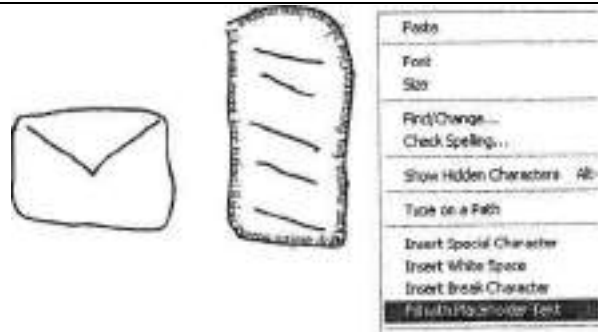 Paste
Font
Size
Find/Change...
Check Spelling...
Show Hidden Characters Alt
Type on a Path
Insert Special Character
Insert White Space
Insert Break Character
Fill with Placeholder Text